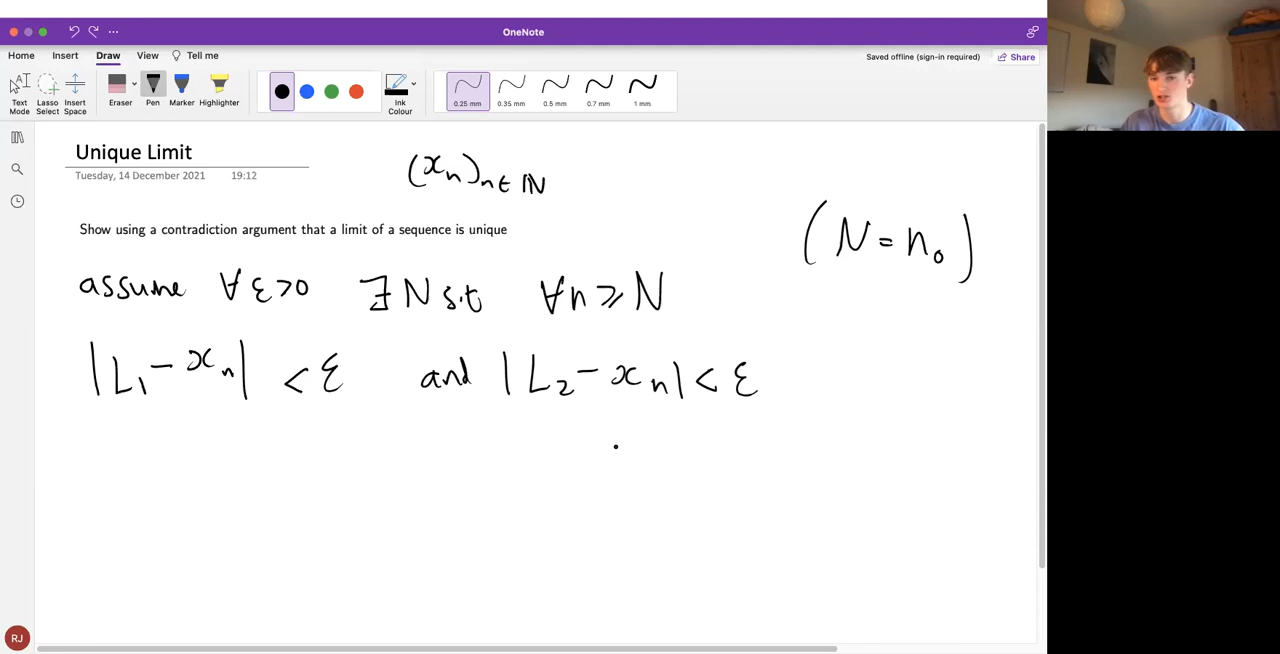 OneNote
Home Insert Draw View Tell me
Saved offline (sign-in required) Share
Text Mode Lasso Select Insert Space Eraser Pen Marker Highlighter Ink Colour 0.25 mm 0.35 mm 0.5 mm 0.7 mm 1 mm
Unique Limit
Tuesday, 14 December 2021 19:12
(xₙ)ₙ∈ℕ
Show using a contradiction argument that a limit of a sequence is unique
(N = n₀)
assume ∀ε>0 ∃N s.t ∀n ⩾ N
|L₁ - xₙ| < ε and |L₂ - xₙ| < ε
RJ